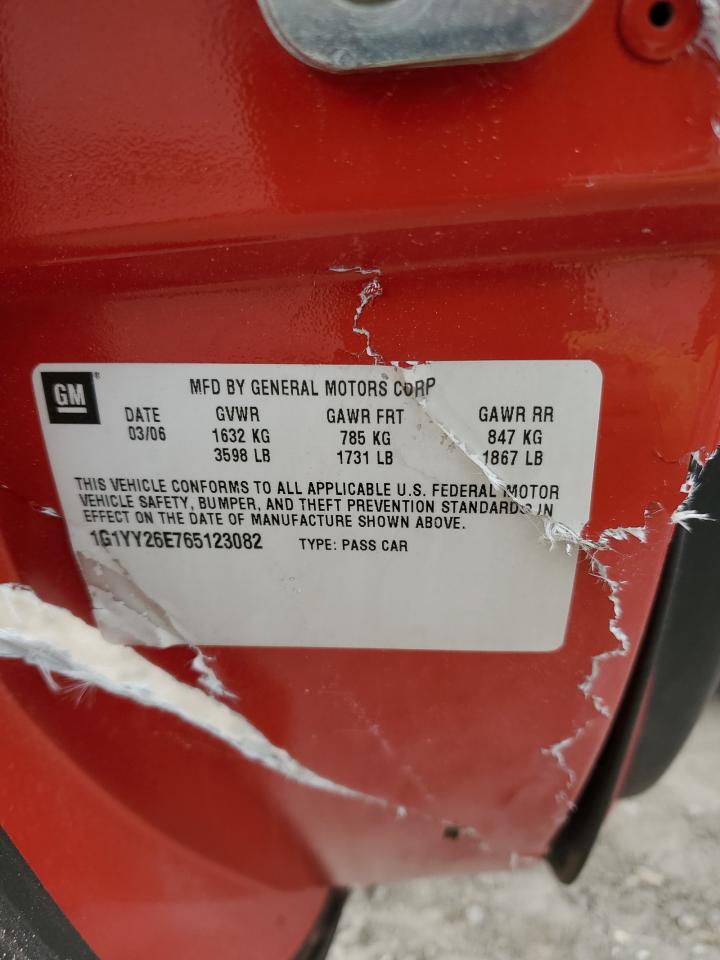 GM
MFD BY GENERAL MOTORS CORP
DATE GVWR GAWR FRT GAWR RR
03/06 1632 KG 785 KG 847 KG
3598 LB 1731 LB 1867 LB
THIS VEHICLE CONFORMS TO ALL APPLICABLE U.S. FEDERAL MOTOR
VEHICLE SAFETY, BUMPER, AND THEFT PREVENTION STANDARDS IN
EFFECT ON THE DATE OF MANUFACTURE SHOWN ABOVE.
1G1YY26E765123082 TYPE: PASS CAR